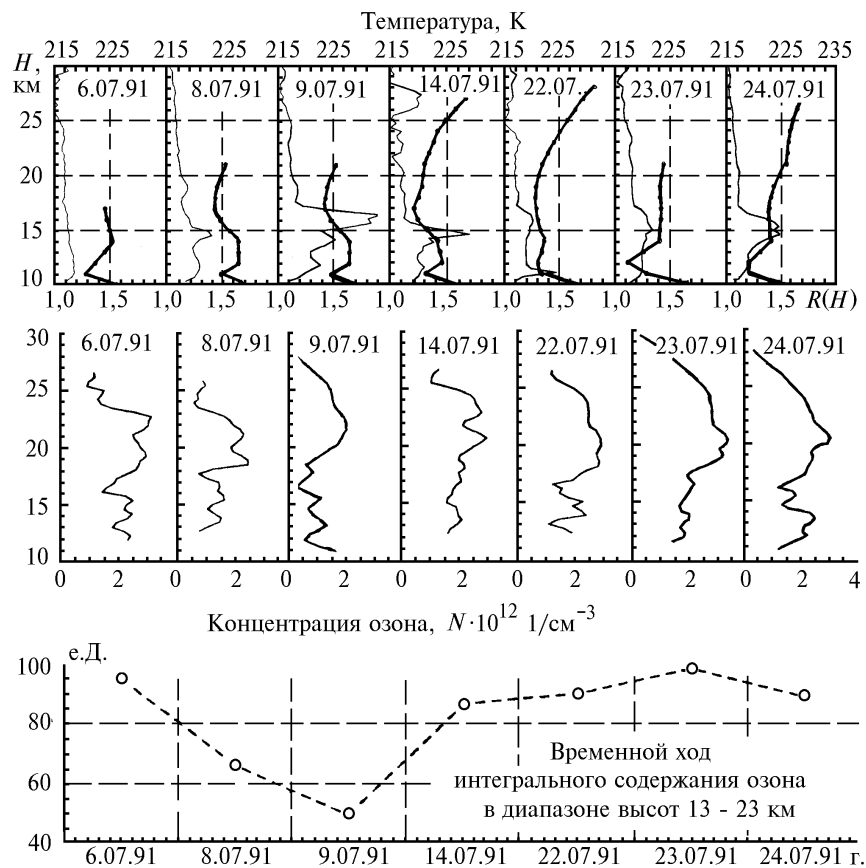 Температура, К
215 225 215 225 215 225 215 225 215 225 215 225 215 225 235
H, км
6.07.91 8.07.91 9.07.91 14.07.91 22.07.. 23.07.91 24.07.91
25
20
15
10
1,0 1,5 1,0 1,5 1,0 1,5 1,0 1,5 1,0 1,5 1,0 1,5 1,0 1,5 R(H)
30
6.07.91 8.07.91 9.07.91 14.07.91 22.07.91 23.07.91 24.07.91
25
20
15
10
0 2 0 2 0 2 0 2 0 2 0 2 0 2 4
Концентрация озона, N·10¹² 1/см⁻³
100 е.Д.
80
60
40
Временной ход
интегрального содержания озона
в диапазоне высот 13 - 23 км
6.07.91 8.07.91 9.07.91 14.07.91 22.07.91 23.07.91 24.07.91 г.